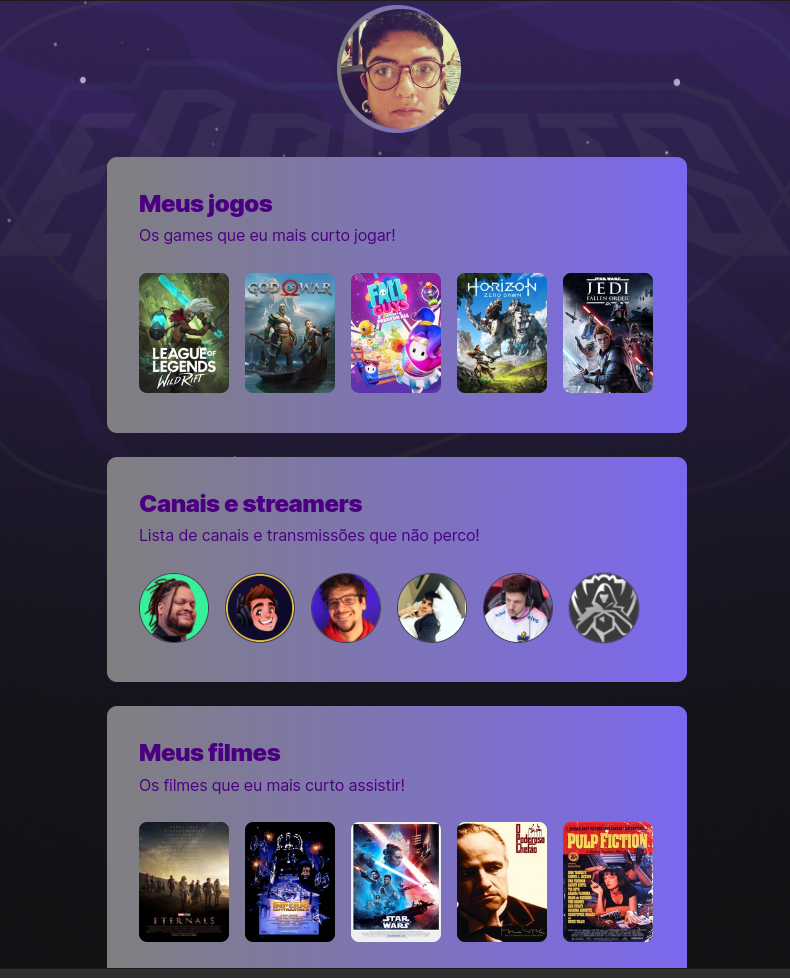 Meus jogos
Os games que eu mais curto jogar!
LEAGUE OF
LEGENDS
WILD RIFT
GOD OF WAR
FALL
GUYS
HORIZON
ZERO DAWN
STAR WARS
JEDI
FALLEN ORDER
Canais e streamers
Lista de canais e transmissões que não perco!
Meus filmes
Os filmes que eu mais curto assistir!
ETERNALS
STAR
WARS
O
Poderoso
Chefão
PULP FICTION